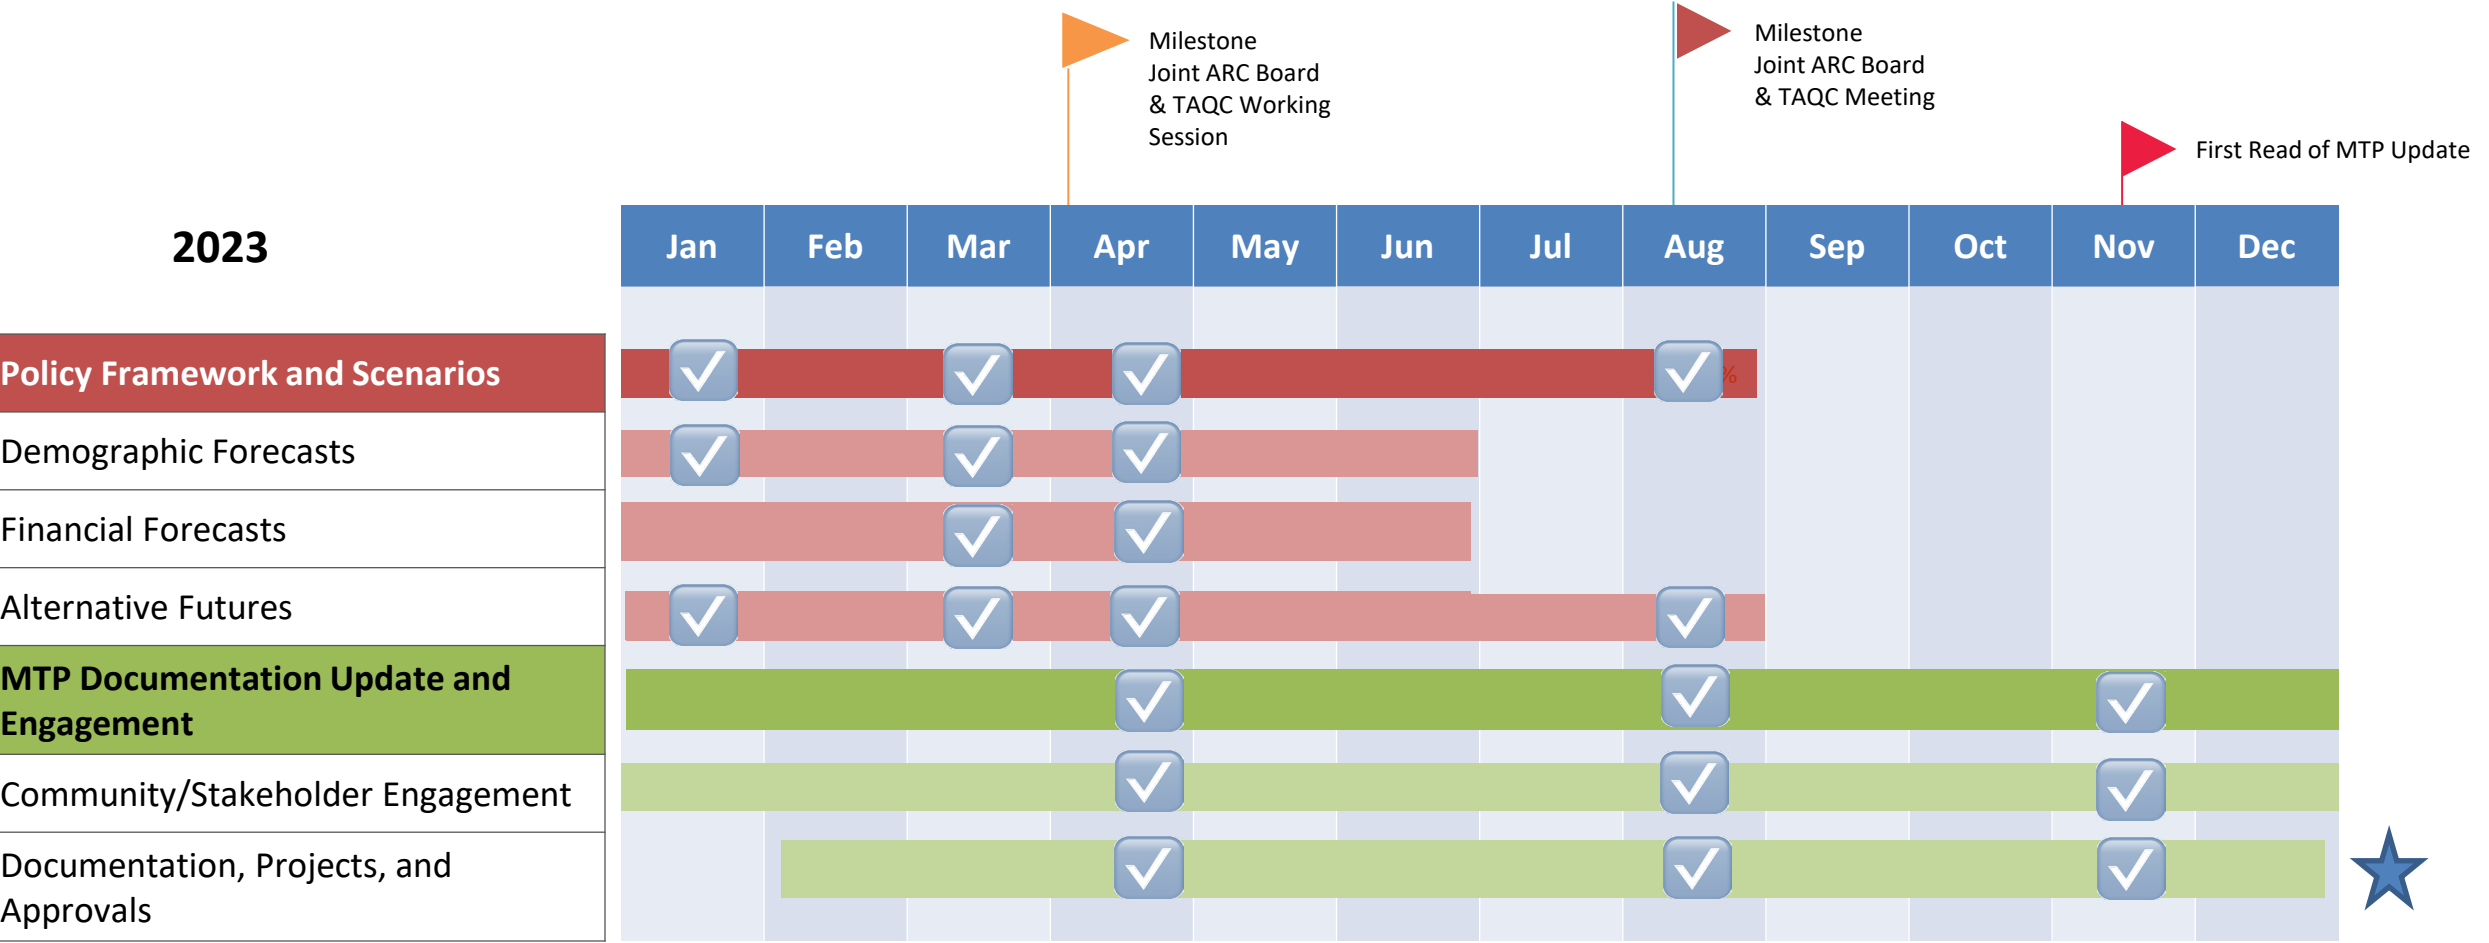 Milestone
Joint ARC Board
& TAQC Working
Session
Milestone
Joint ARC Board
& TAQC Meeting
First Read of MTP Update
2023
Jan Feb Mar Apr May Jun Jul Aug Sep Oct Nov Dec
Policy Framework and Scenarios
%
Demographic Forecasts
Financial Forecasts
Alternative Futures
MTP Documentation Update and
Engagement
Community/Stakeholder Engagement
Documentation, Projects, and
Approvals